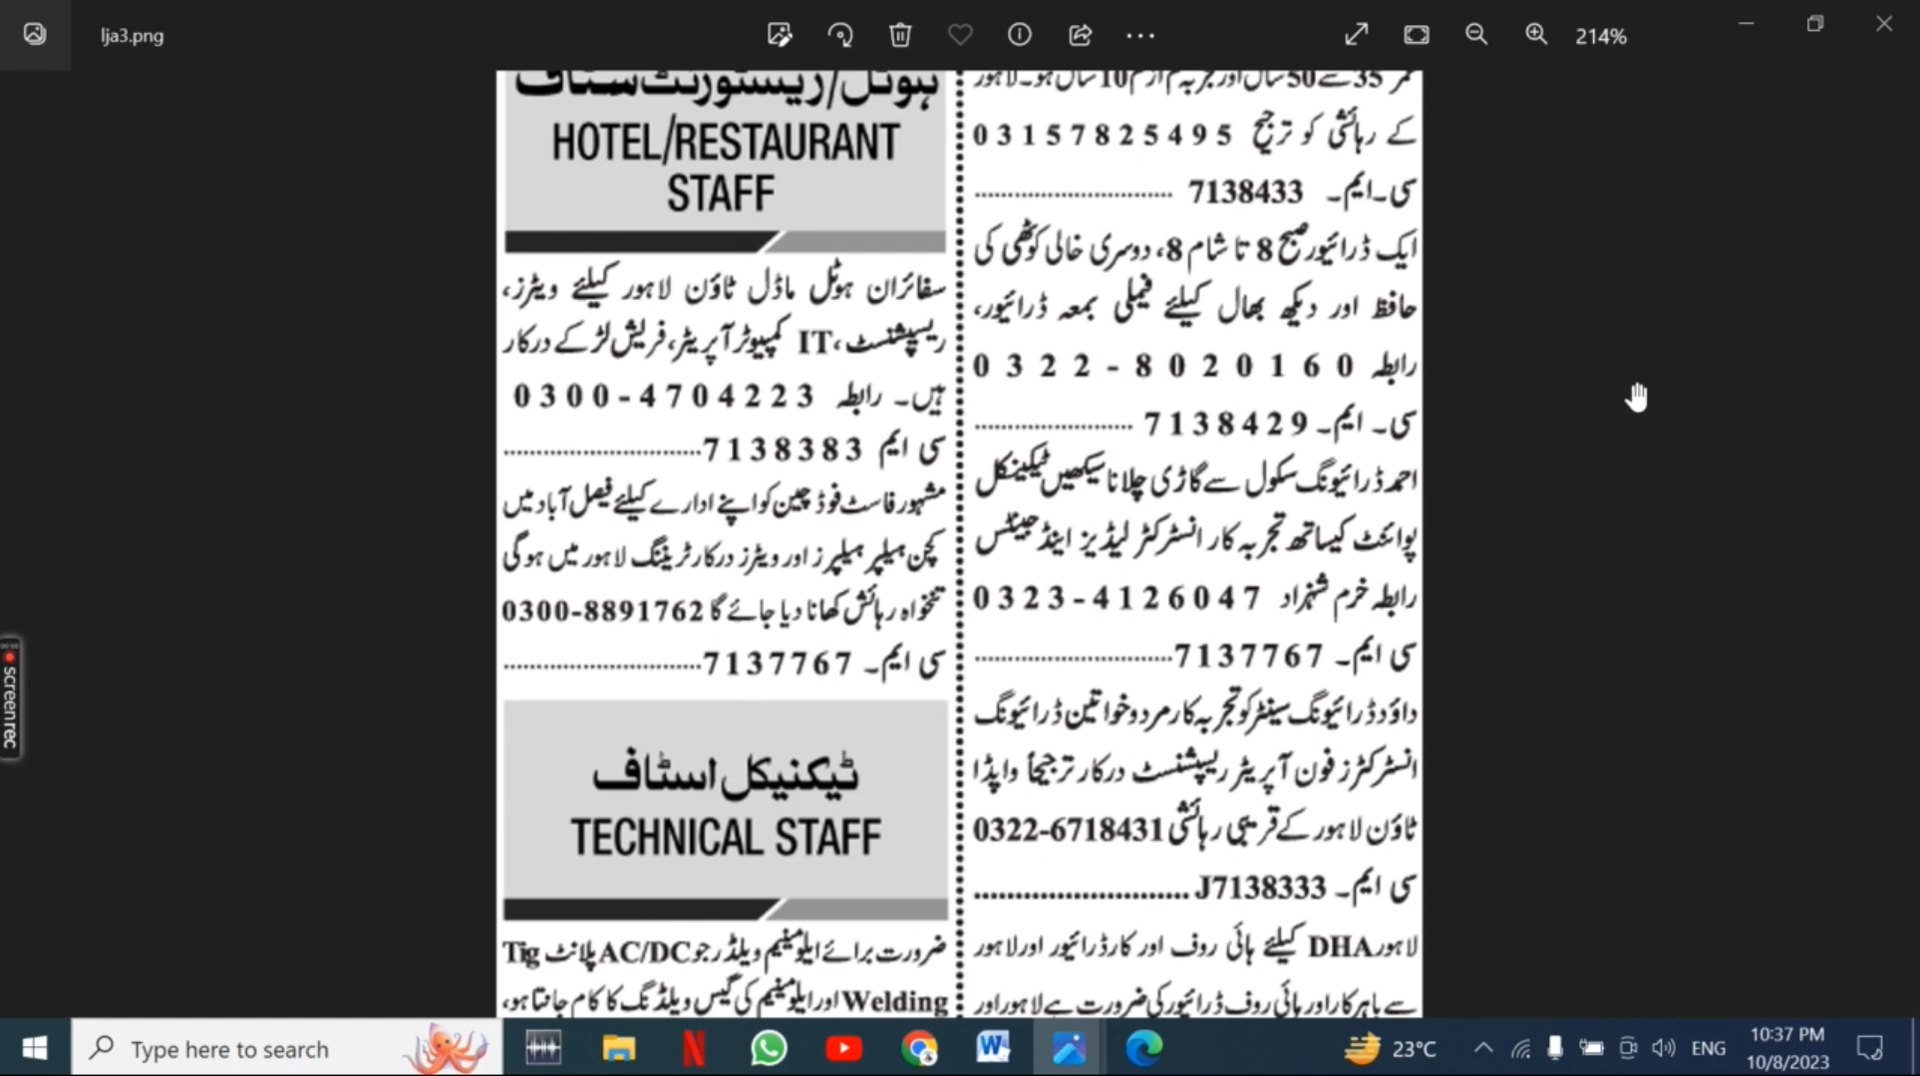 lja3.png
214%
ہوٹل/ریسٹورنٹ سٹاف
HOTEL/RESTAURANT
STAFF
سفائران ہوٹل ماڈل ٹاؤن لاہور کیلئے ویٹرز،
ریسپشنسٹ، IT کمپیوٹر آپریٹر، فریش لڑکے درکار
ہیں۔ رابطہ 0300-4704223
سی ایم 7138383
مشہور فاسٹ فوڈ چین کو اپنے ادارے کیلئے فیصل آباد میں
کچن ہیلپر ہیلپرز اور ویٹرز درکار ٹریننگ لاہور میں ہوگی
تنخواہ رہائش کھانا دیا جائے گا 0300-8891762
سی ایم۔ 7137767
ٹیکنیکل اسٹاف
TECHNICAL STAFF
ضرورت برائے ایلومینیم ویلڈر جو AC/DC پلانٹ Tig
Welding اور ایلومینیم کی گیس ویلڈنگ کا کام جانتا ہو،
عمر 35 سے 50 سال اور تجربہ کم از کم 10 سال ہو۔ لاہور
کے رہائشی کو ترجیح 03157825495
سی۔ایم۔ 7138433
ایک ڈرائیور صبح 8 تا شام 8، دوسری خالی کوٹھی کی
حافظ اور دیکھ بھال کیلئے فیملی بمعہ ڈرائیور،
رابطہ 0322-8020160
سی۔ ایم۔ 7138429
احمد ڈرائیونگ سکول سے گاڑی چلانا سیکھیں ٹیکینکل
پوائنٹ کیساتھ تجربہ کار انسٹرکٹر لیڈیز اینڈ جینٹس
رابطہ خرم شہزاد 0323-4126047
سی ایم۔ 7137767
داؤد ڈرائیونگ سینٹر کو تجربہ کار مرد و خواتین ڈرائیونگ
انسٹرکٹرز فون آپریٹر ریسپشنسٹ درکار ترجیحاً واپڈا
ٹاؤن لاہور کے قریبی رہائشی 0322-6718431
سی ایم۔ J7138333
لاہور DHA کیلئے ہائی روف اور کار ڈرائیور اور لاہور
سے باہر کار اور ہائی روف ڈرائیور کی ضرورت ہے لاہور اور
screenrec
Type here to search
23°C
ENG
10:37 PM
10/8/2023